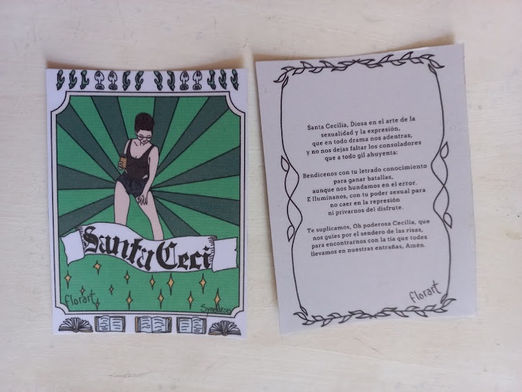 Santa Ceci
Florart
Santa Cecilia, Diosa en el arte de la
sexualidad y la expresión,
que en todo drama nos adentras,
y no nos dejas faltar los consoladores
que a todo gil ahuyenta:
Bendicenos con tu letrado conocimiento
para ganar batallas,
aunque nos hundamos en el error.
E Iluminanos, con tu poder sexual para
no caer en la represión
ni privarnos del disfrute.
Te suplicamos, Oh poderosa Cecilia, que
nos guies por el sendero de las risas,
para encontrarnos con la tía que todas
llevamos en nuestras entrañas, Amén.
Florart